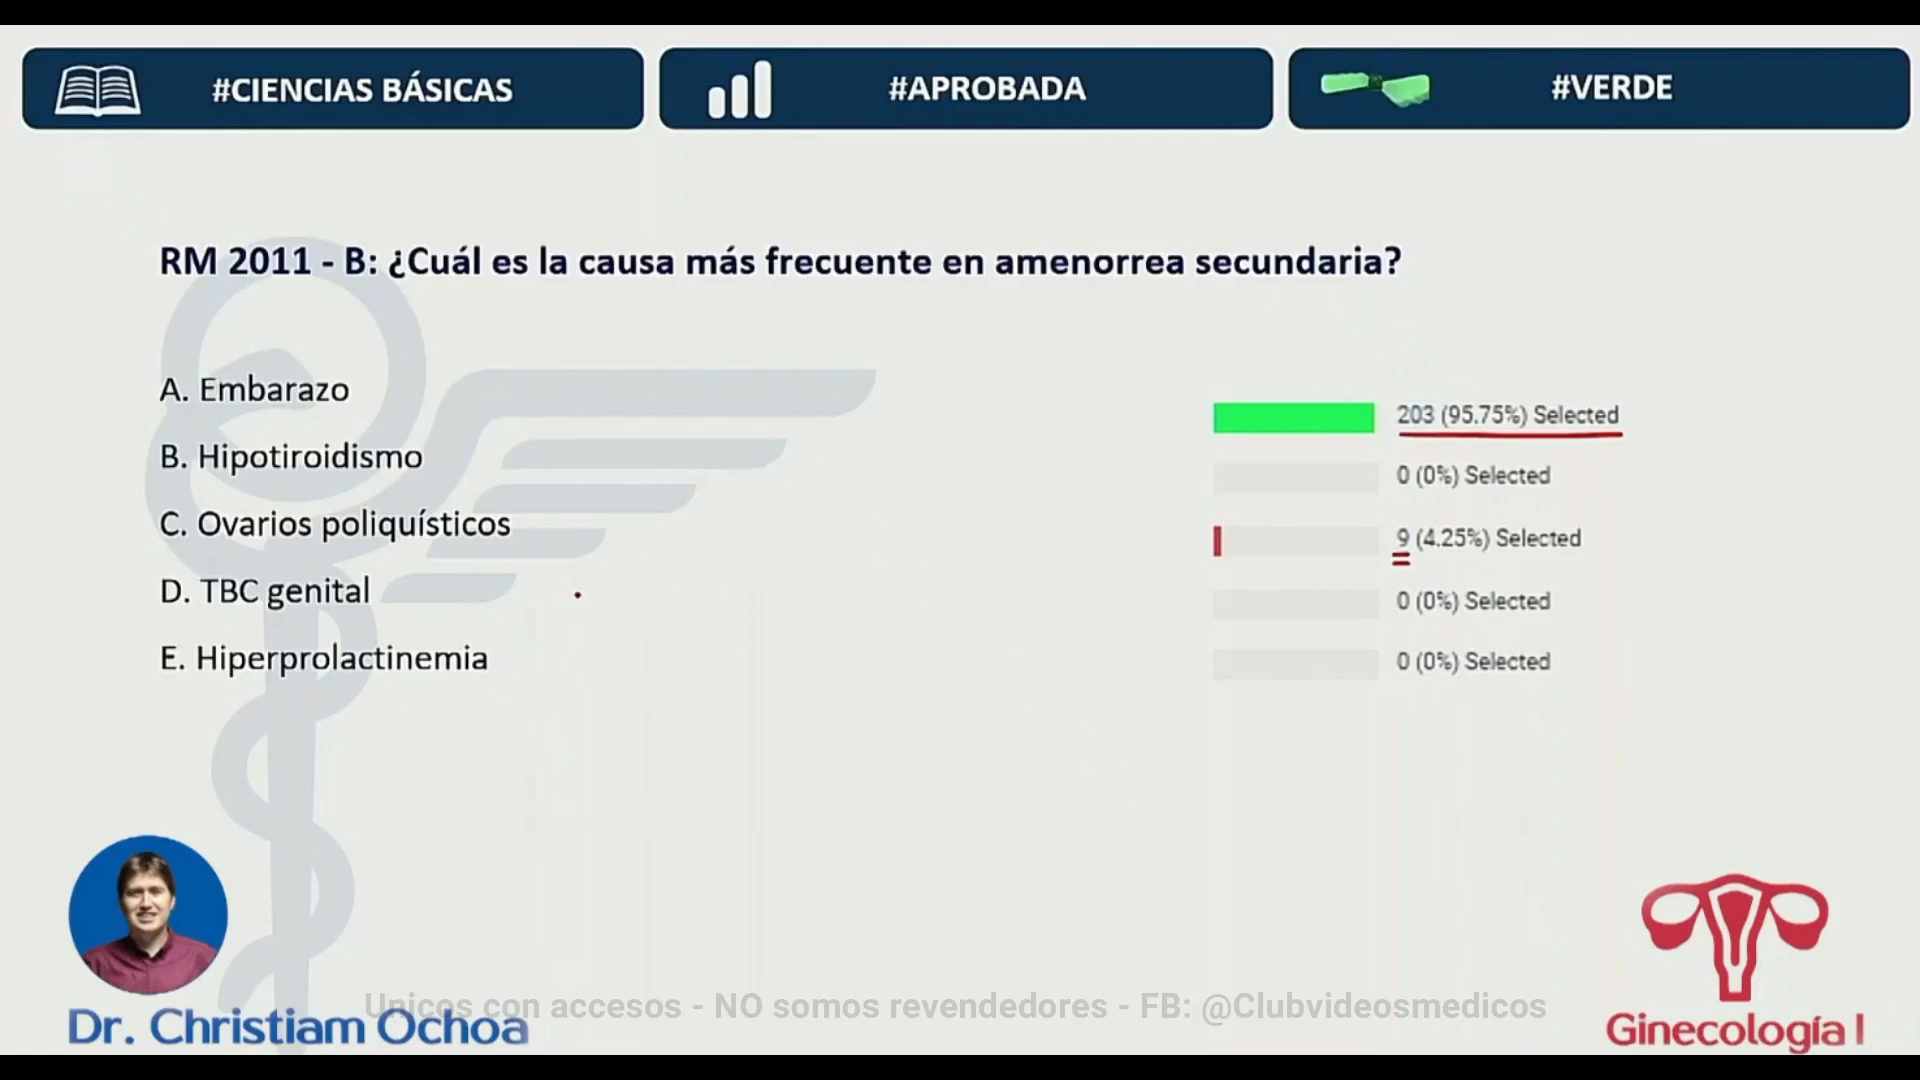 #CIENCIAS BÁSICAS
#APROBADA
#VERDE
RM 2011 - B: ¿Cuál es la causa más frecuente en amenorrea secundaria?
A. Embarazo
203 (95.75%) Selected
B. Hipotiroidismo
0 (0%) Selected
C. Ovarios poliquísticos
9 (4.25%) Selected
D. TBC genital
0 (0%) Selected
E. Hiperprolactinemia
0 (0%) Selected
Unicos con accesos - NO somos revendedores - FB: @Clubvideosmedicos
Dr. Christiam Ochoa
Ginecología I